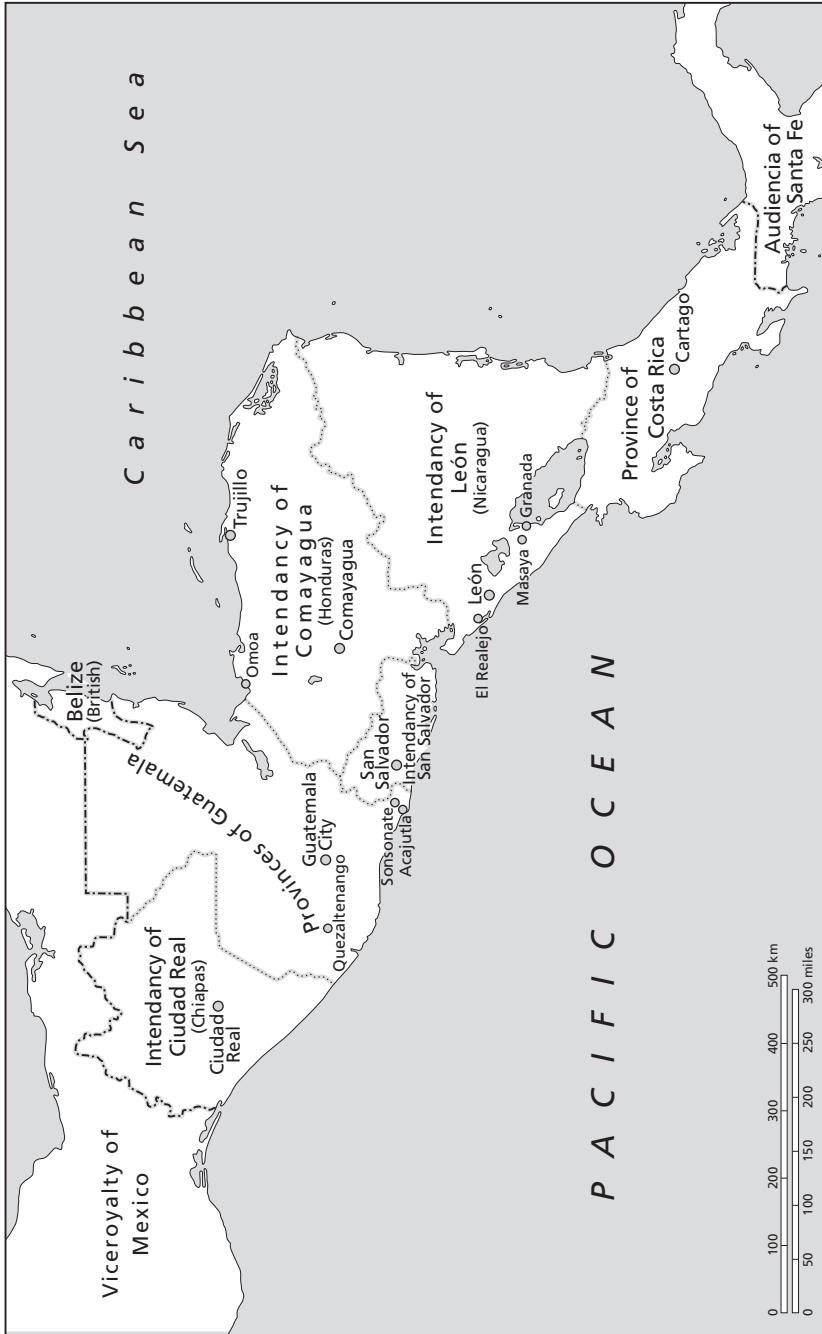 Caribbean Sea
Viceroyalty of
Mexico
Intendancy of
Ciudad Real
(Chiapas)
Ciudad
Real
Belize
(British)
Provinces of Guatemala
Quezaltenango
Guatemala
City
Sonsonate
Acajutla
San
Salvador
Intendancy of
San Salvador
Omoa
Trujillo
Intendancy of
Comayagua
(Honduras)
Comayagua
Intendancy of
León
(Nicaragua)
El Realejo
León
Masaya
Granada
Province of
Costa Rica
Cartago
Audiencia of
Santa Fe
PACIFIC OCEAN
0 100 200 300 400 500 km
0 50 100 150 200 250 300 miles